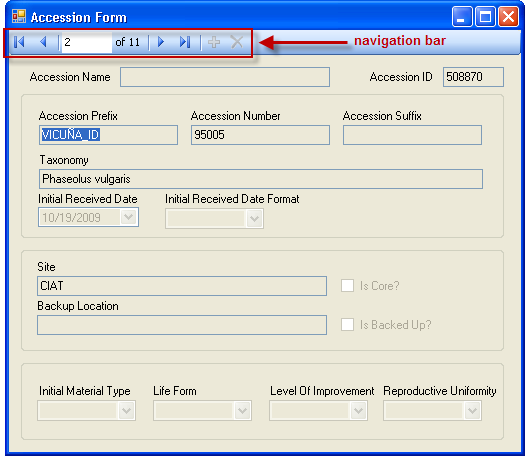 Accession Form
2 of 11
navigation bar
Accession Name
Accession ID 508870
Accession Prefix Accession Number Accession Suffix
VICUÑA_ID 95005
Taxonomy
Phaseolus vulgaris
Initial Received Date Initial Received Date Format
10/19/2009
Site
CIAT
Is Core?
Backup Location
Is Backed Up?
Initial Material Type Life Form Level Of Improvement Reproductive Uniformity